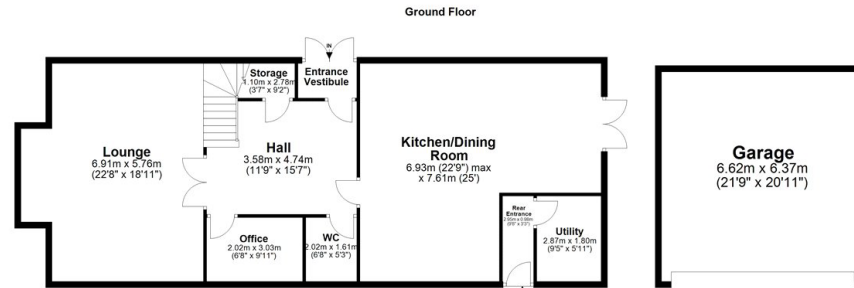 Ground Floor
IN
Storage
1.10m x 2.78m
(3'7" x 9'2")
Entrance
Vestibule
Lounge
6.91m x 5.76m
(22'8" x 18'11")
Hall
3.58m x 4.74m
(11'9" x 15'7")
Kitchen/Dining
Room
6.93m (22'9") max
x 7.61m (25')
Garage
6.62m x 6.37m
(21'9" x 20'11")
Office
2.02m x 3.03m
(6'8" x 9'11")
WC
2.02m x 1.61m
(6'8" x 5'3")
Rear
Entrance
Utility
2.87m x 1.80m
(9'5" x 5'11")